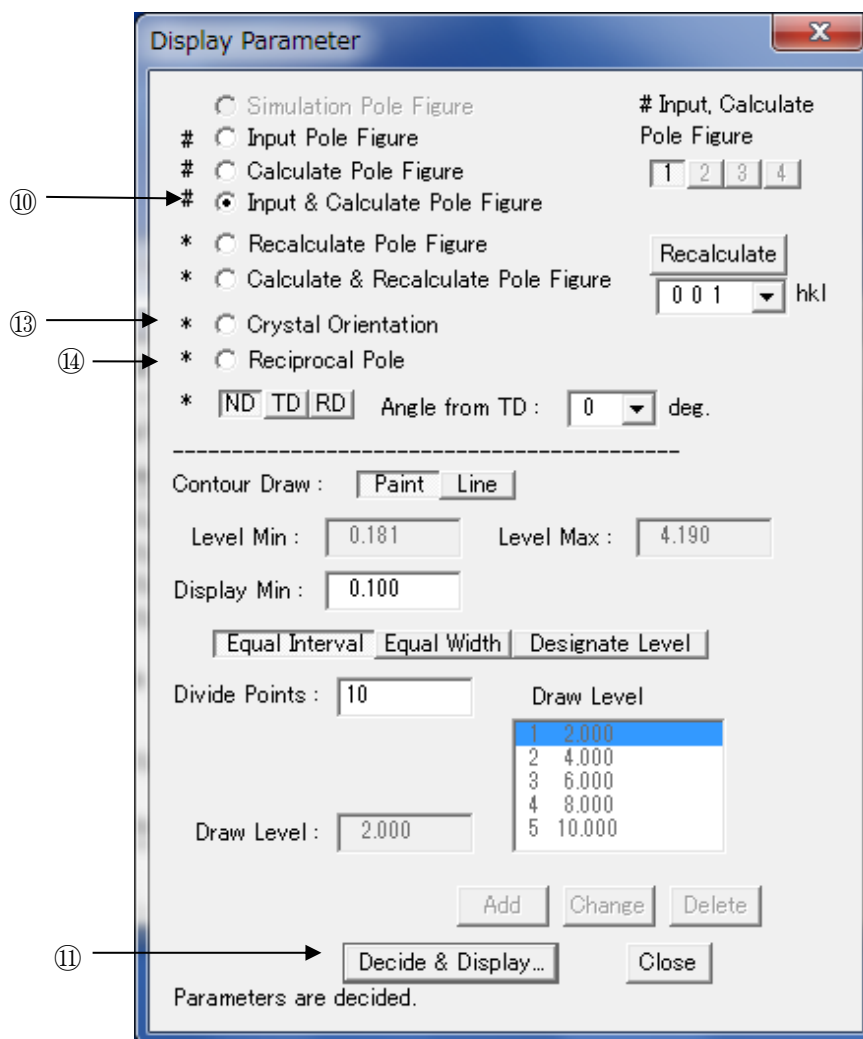 Display Parameter
x
Simulation Pole Figure
# Input, Calculate
Pole Figure
# Input Pole Figure
# Calculate Pole Figure
1 2 3 4
⑩ # Input & Calculate Pole Figure
* Recalculate Pole Figure
Recalculate
* Calculate & Recalculate Pole Figure
0 0 1 hkl
⑬ * Crystal Orientation
⑭ * Reciprocal Pole
* ND TD RD Angle from TD : 0 deg.
------------------------------------------
Contour Draw : Paint Line
Level Min : 0.181 Level Max : 4.190
Display Min : 0.100
Equal Interval Equal Width Designate Level
Divide Points : 10 Draw Level
1 2.000
2 4.000
3 6.000
4 8.000
5 10.000
Draw Level : 2.000
Add Change Delete
⑪ Decide & Display... Close
Parameters are decided.